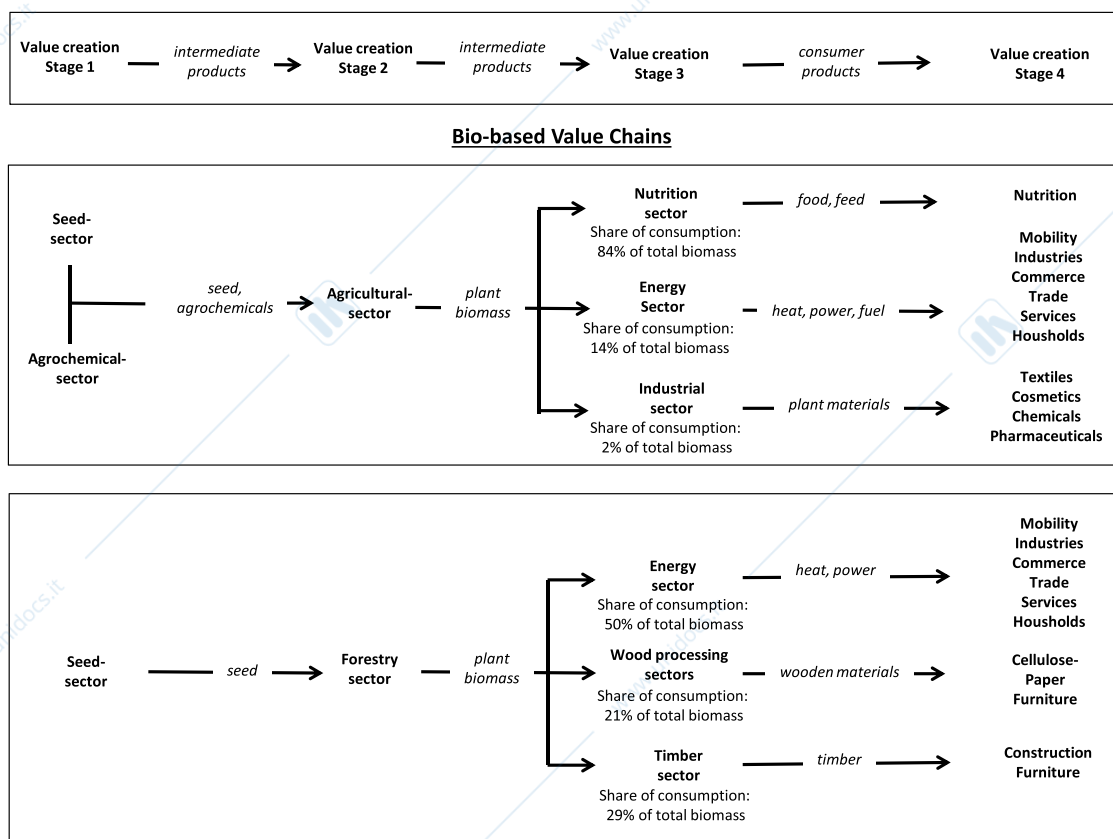 Value creation
Stage 1
intermediate
products
Value creation
Stage 2
intermediate
products
Value creation
Stage 3
consumer
products
Value creation
Stage 4
Bio-based Value Chains
Seed-
sector
Agrochemical-
sector
seed,
agrochemicals
Agricultural-
sector
plant
biomass
Nutrition
sector
Share of consumption:
84% of total biomass
food, feed
Nutrition
Energy
Sector
Share of consumption:
14% of total biomass
heat, power, fuel
Mobility
Industries
Commerce
Trade
Services
Housholds
Industrial
sector
Share of consumption:
2% of total biomass
plant materials
Textiles
Cosmetics
Chemicals
Pharmaceuticals
Seed-
sector
seed
Forestry
sector
plant
biomass
Energy
sector
Share of consumption:
50% of total biomass
heat, power
Mobility
Industries
Commerce
Trade
Services
Housholds
Wood processing
sectors
Share of consumption:
21% of total biomass
wooden materials
Cellulose-
Paper
Furniture
Timber
sector
Share of consumption:
29% of total biomass
timber
Construction
Furniture